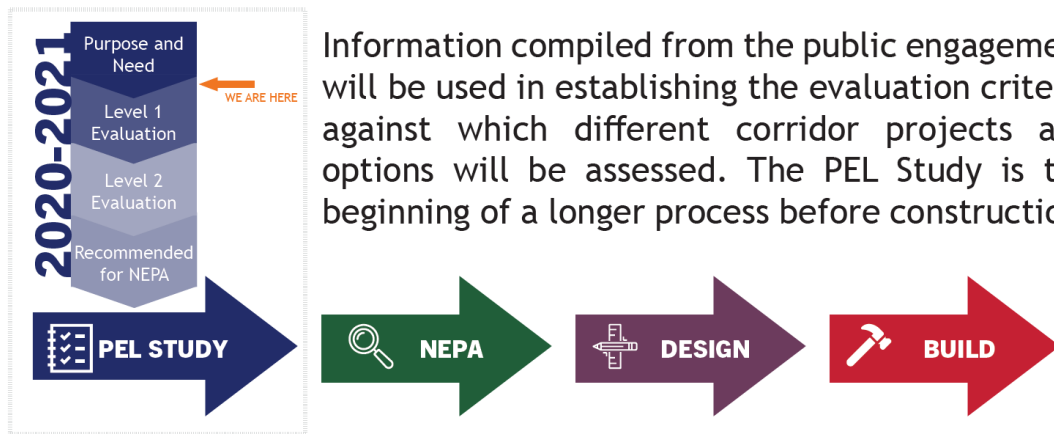 2020-2021
Purpose and
Need
WE ARE HERE
Level 1
Evaluation
Level 2
Evaluation
Recommended
for NEPA
Information compiled from the public engageme
will be used in establishing the evaluation crite
against which different corridor projects a
options will be assessed. The PEL Study is t
beginning of a longer process before constructio
PEL STUDY
NEPA
DESIGN
BUILD